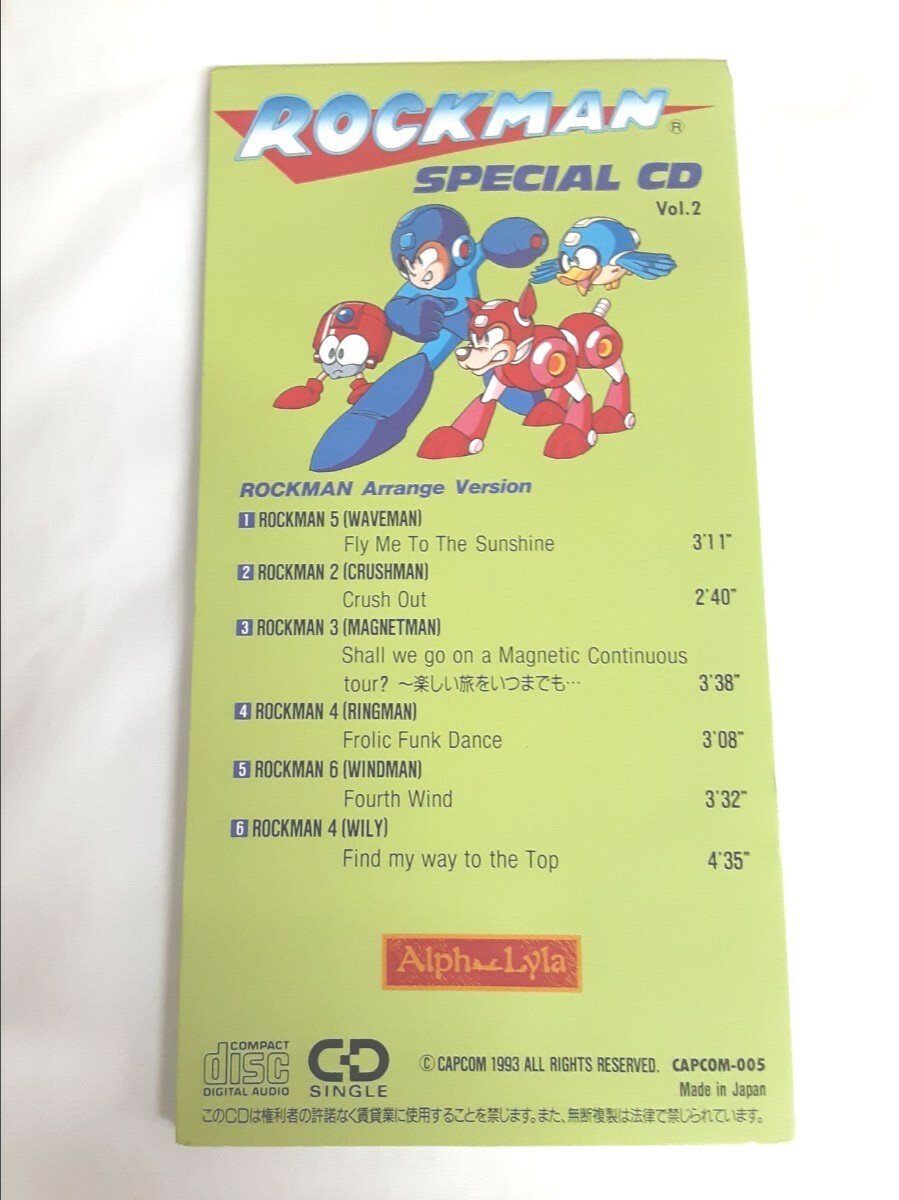 ROCKMAN®
SPECIAL CD
Vol.2
ROCKMAN Arrange Version
1 ROCKMAN 5 (WAVEMAN)
Fly Me To The Sunshine 3'11"
2 ROCKMAN 2 (CRUSHMAN)
Crush Out 2'40"
3 ROCKMAN 3 (MAGNETMAN)
Shall we go on a Magnetic Continuous
tour? ～楽しい旅をいつまでも… 3'38"
4 ROCKMAN 4 (RINGMAN)
Frolic Funk Dance 3'08"
5 ROCKMAN 6 (WINDMAN)
Fourth Wind 3'32"
6 ROCKMAN 4 (WILY)
Find my way to the Top 4'35"
Alph Lyla
COMPACT
disc
DIGITAL AUDIO
CD
SINGLE
© CAPCOM 1993 ALL RIGHTS RESERVED. CAPCOM-005
Made in Japan
このCDは権利者の許諾なく賃貸業に使用することを禁じます。また、無断複製は法律で禁じられています。